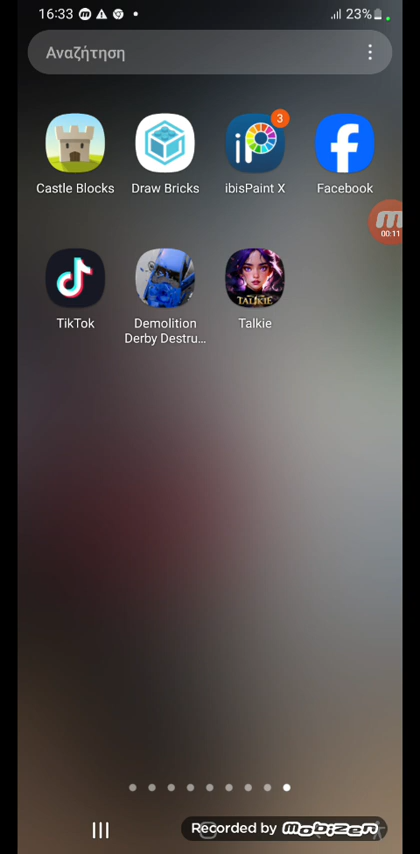 16:33
23%
Αναζήτηση
3
Castle Blocks
Draw Bricks
ibisPaint X
Facebook
00:11
TALKIE
TikTok
Demolition
Derby Destru...
Talkie
Recorded by mobizen